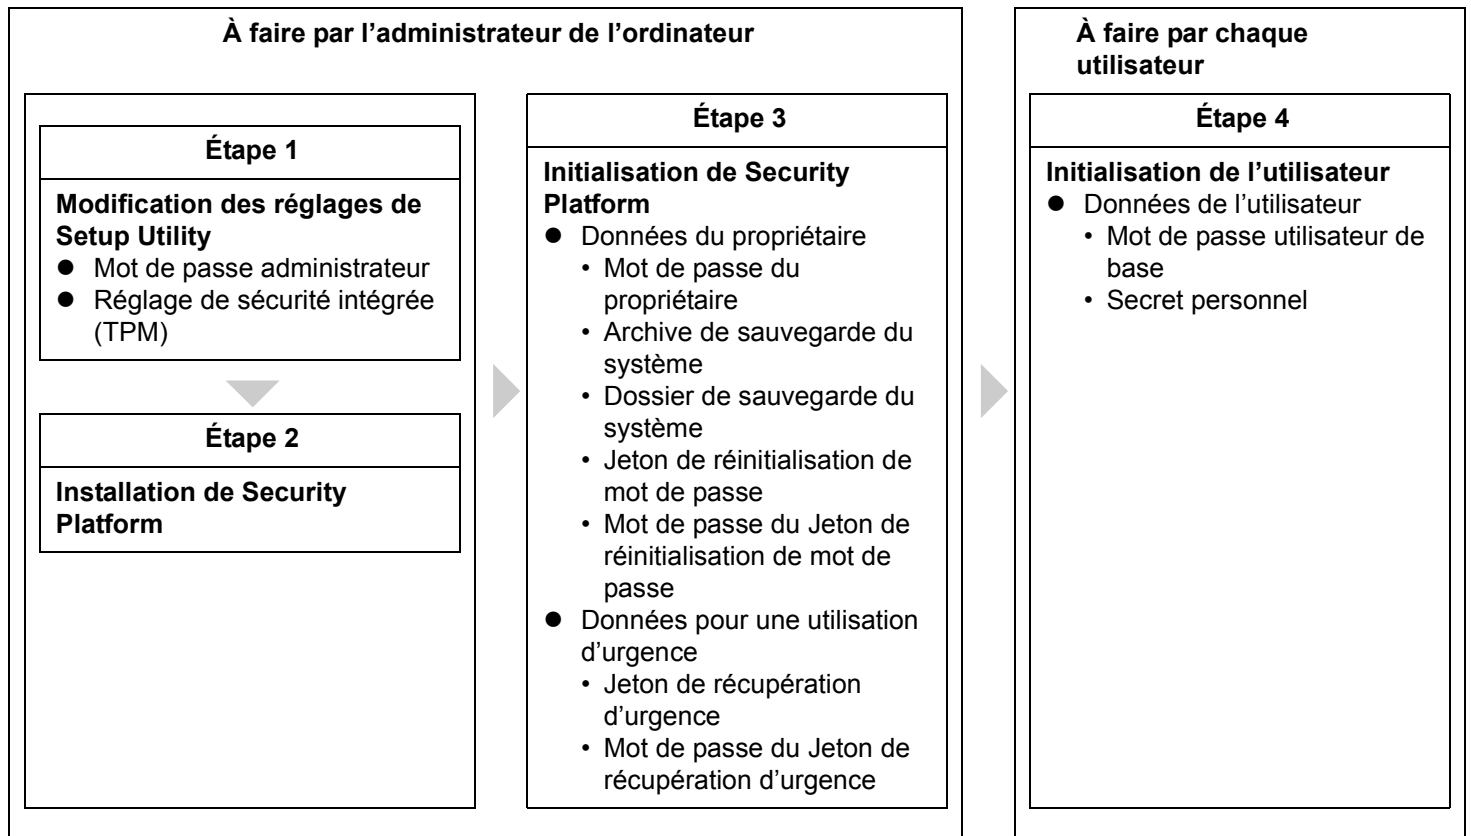 À faire par l’administrateur de l’ordinateur
Étape 1
Modification des réglages de
Setup Utility
● Mot de passe administrateur
● Réglage de sécurité intégrée
(TPM)
Étape 2
Installation de Security
Platform
Étape 3
Initialisation de Security
Platform
● Données du propriétaire
• Mot de passe du
propriétaire
• Archive de sauvegarde du
système
• Dossier de sauvegarde du
système
• Jeton de réinitialisation de
mot de passe
• Mot de passe du Jeton de
réinitialisation de mot de
passe
● Données pour une utilisation
d’urgence
• Jeton de récupération
d’urgence
• Mot de passe du Jeton de
récupération d’urgence
À faire par chaque
utilisateur
Étape 4
Initialisation de l’utilisateur
● Données de l’utilisateur
• Mot de passe utilisateur de
base
• Secret personnel